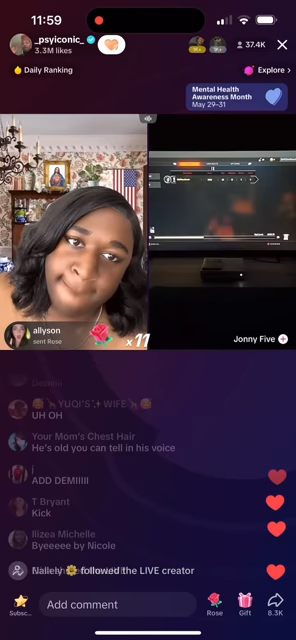 11:59
_psyiconic_
3.3M likes
37.4K
Daily Ranking
Explore >
Mental Health
Awareness Month
May 29-31
allyson
sent Rose
x11
Jonny Five
YUQI'S WIFE
UH OH
Your Mom's Chest Hair
He's old you can tell in his voice
j
ADD DEMIIIII
T Bryant
Kick
Ilizea Michelle
Byeeeee by Nicole
Nalely 🌼 followed the LIVE creator
Subsc...
Add comment
Rose
Gift
8.3K